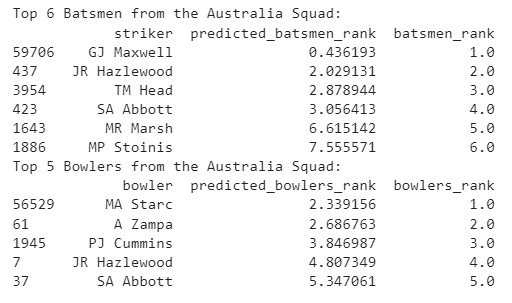 Top 6 Batsmen from the Australia Squad:
striker predicted_batsmen_rank batsmen_rank
59706 GJ Maxwell 0.436193 1.0
437 JR Hazlewood 2.029131 2.0
3954 TM Head 2.878944 3.0
423 SA Abbott 3.056413 4.0
1643 MR Marsh 6.615142 5.0
1886 MP Stoinis 7.555571 6.0
Top 5 Bowlers from the Australia Squad:
bowler predicted_bowlers_rank bowlers_rank
56529 MA Starc 2.339156 1.0
61 A Zampa 2.686763 2.0
1945 PJ Cummins 3.846987 3.0
7 JR Hazlewood 4.807349 4.0
37 SA Abbott 5.347061 5.0